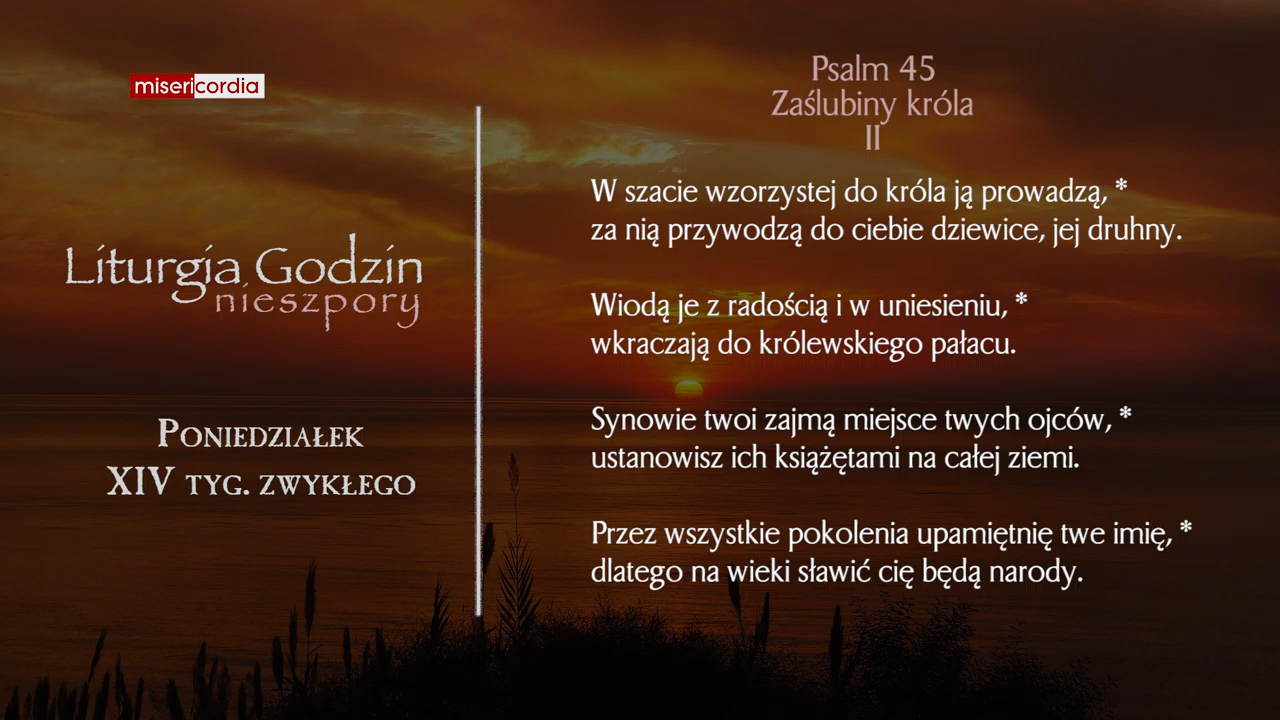 misericordia
Liturgia Godzin
nieszpory
Poniedziałek
XIV tyg. zwykłego
Psalm 45
Zaślubiny króla
II
W szacie wzorzystej do króla ją prowadzą, *
za nią przywodzą do ciebie dziewice, jej druhny.
Wiodą je z radością i w uniesieniu, *
wkraczają do królewskiego pałacu.
Synowie twoi zajmą miejsce twych ojców, *
ustanowisz ich książętami na całej ziemi.
Przez wszystkie pokolenia upamiętnię twe imię, *
dlatego na wieki sławić cię będą narody.